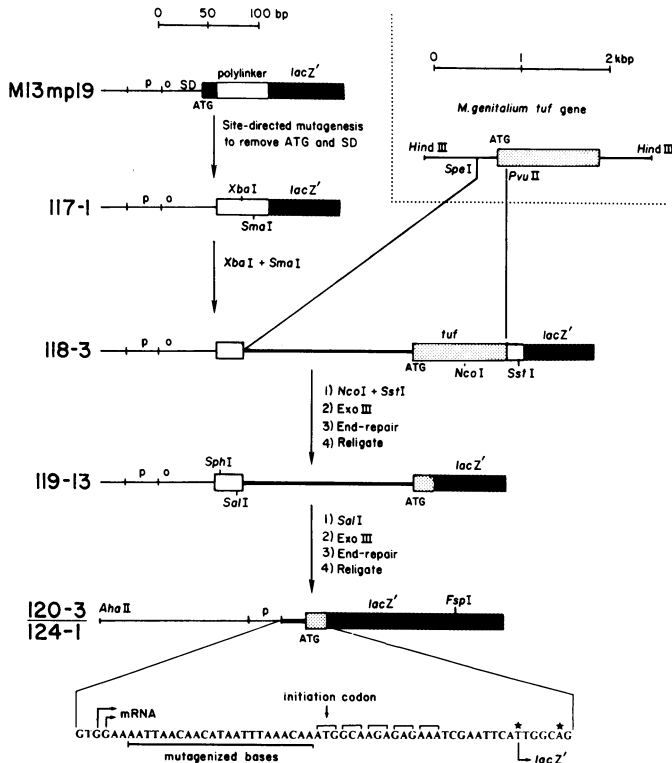 0 50 100 bp
M13mp19
p o SD
ATG
polylinker
lacZ'
Site-directed mutagenesis
to remove ATG and SD
0 1 2 kbp
M. genitalium tuf gene
Hind III
SpeI
ATG
Pvu II
Hind III
117-1
p o
XbaI
SmaI
lacZ'
XbaI + SmaI
118-3
p o
ATG
tuf
NcoI
SstI
lacZ'
1) NcoI + SstI
2) Exo III
3) End-repair
4) Religate
119-13
p o
SphI
SalI
ATG
lacZ'
1) SalI
2) Exo III
3) End-repair
4) Religate
120-3
124-1
AhaII
p
ATG
lacZ'
FspI
initiation codon
mRNA
GTGGAAAATTAACAACATAATTTAAACAAATGGCAAGAGAGAAATCGAATTCATTGGCAG
mutagenized bases
lacZ'